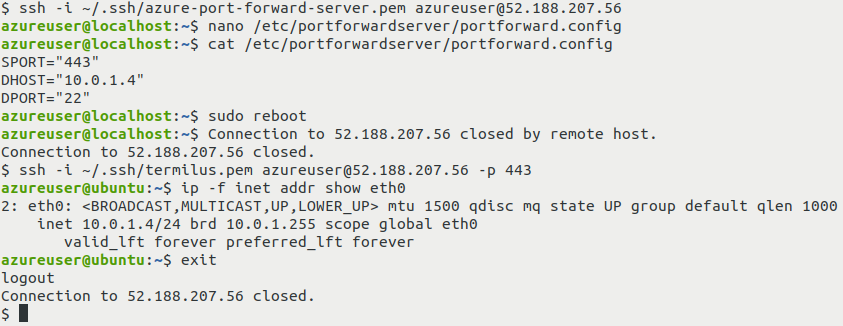 $ ssh -i ~/.ssh/azure-port-forward-server.pem azureuser@52.188.207.56
azureuser@localhost:~$ nano /etc/portforwardserver/portforward.config
azureuser@localhost:~$ cat /etc/portforwardserver/portforward.config
SPORT="443"
DHOST="10.0.1.4"
DPORT="22"
azureuser@localhost:~$ sudo reboot
azureuser@localhost:~$ Connection to 52.188.207.56 closed by remote host.
Connection to 52.188.207.56 closed.
$ ssh -i ~/.ssh/termilus.pem azureuser@52.188.207.56 -p 443
azureuser@ubuntu:~$ ip -f inet addr show eth0
2: eth0: <BROADCAST,MULTICAST,UP,LOWER_UP> mtu 1500 qdisc mq state UP group default qlen 1000
    inet 10.0.1.4/24 brd 10.0.1.255 scope global eth0
       valid_lft forever preferred_lft forever
azureuser@ubuntu:~$ exit
logout
Connection to 52.188.207.56 closed.
$